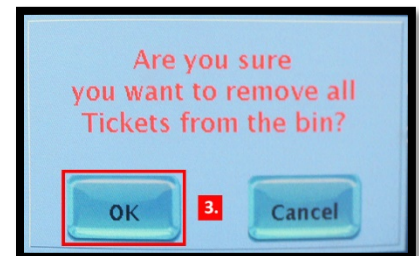 Are you sure
you want to remove all
Tickets from the bin?
OK
3.
Cancel